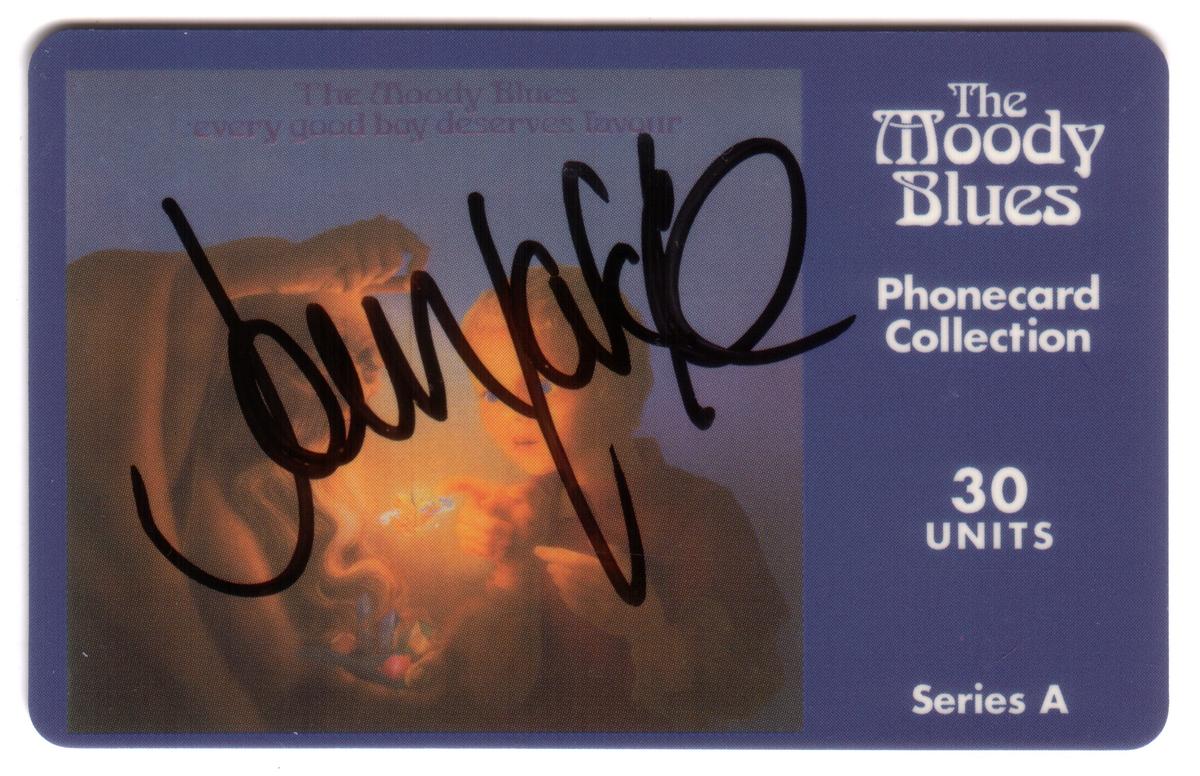 The Moody Blues
every good boy deserves favour
The
Moody
Blues
Phonecard
Collection
30
UNITS
Series A